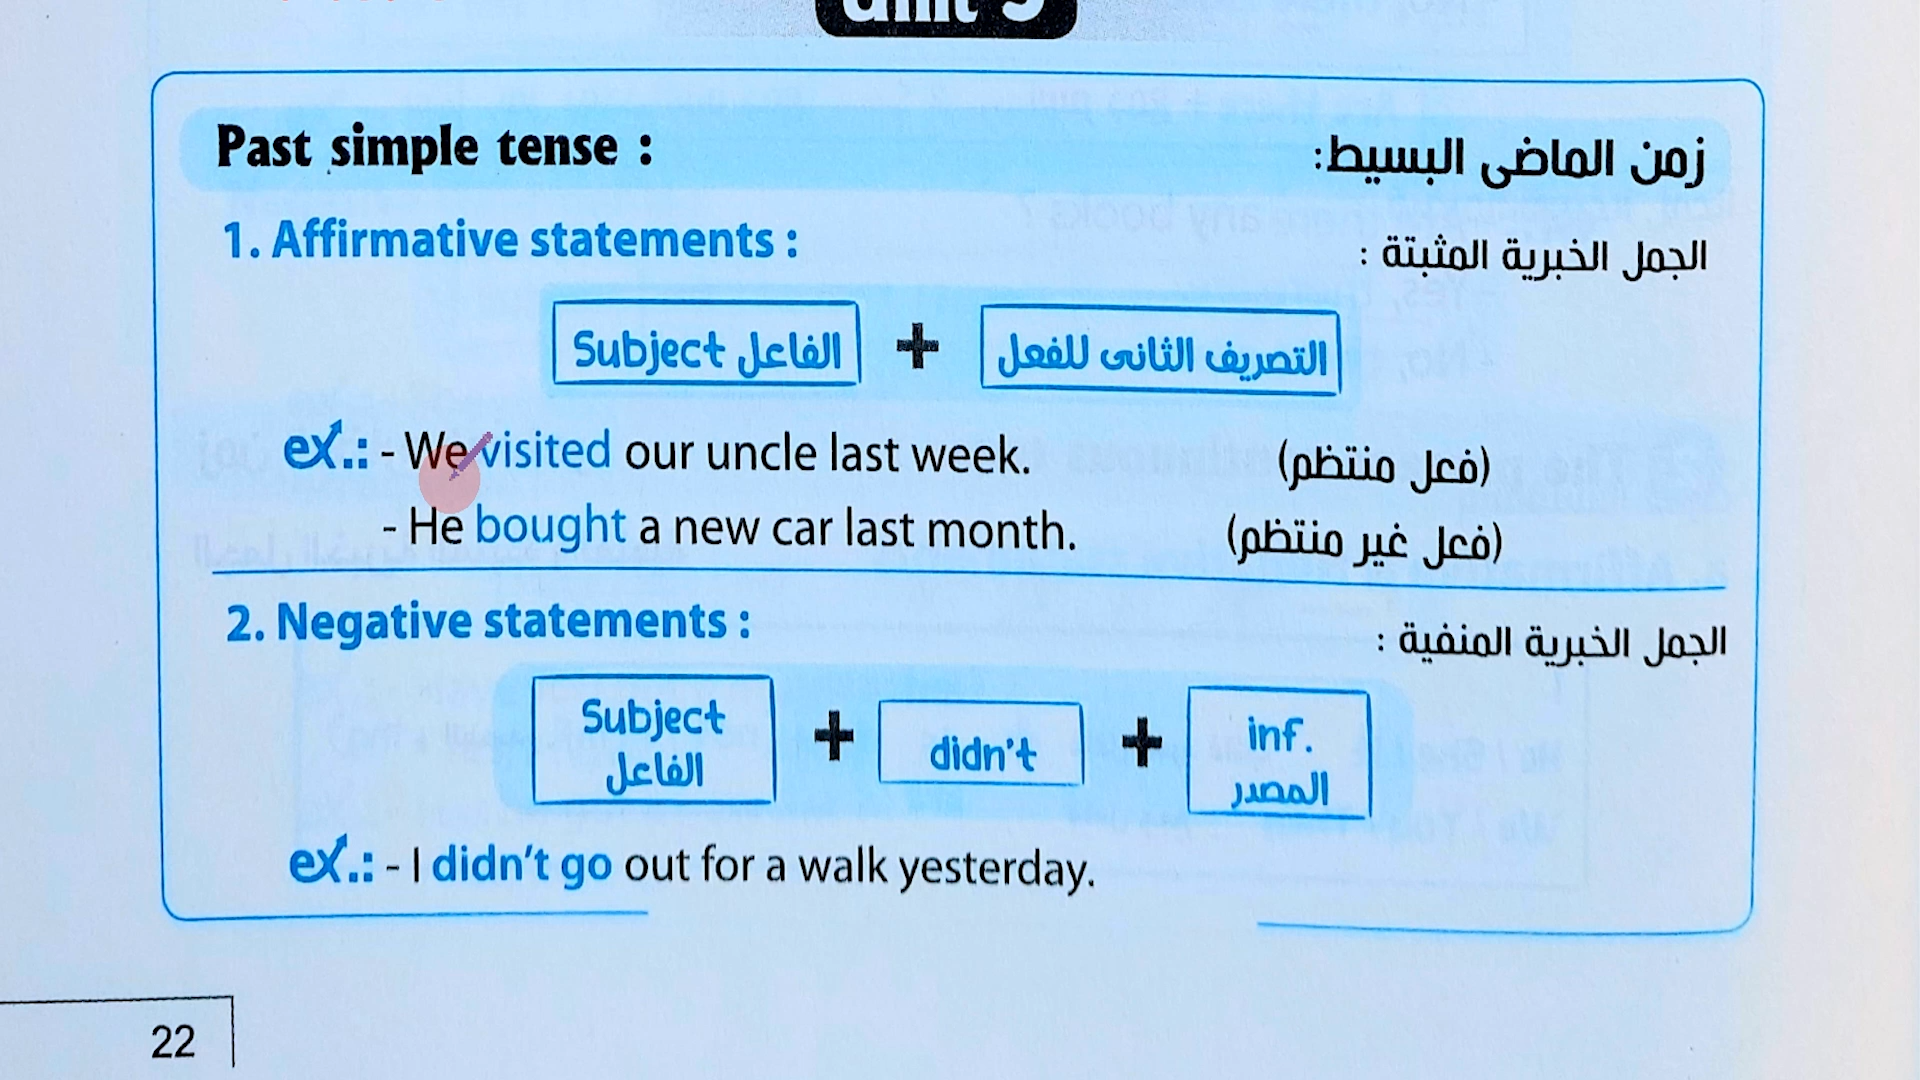 Past simple tense : زمن الماضى البسيط:
1. Affirmative statements : الجمل الخبرية المثبتة :
Subject الفاعل + التصريف الثانى للفعل
ex.: - We visited our uncle last week. (فعل منتظم)
- He bought a new car last month. (فعل غير منتظم)
2. Negative statements : الجمل الخبرية المنفية :
Subject الفاعل + didn't + inf. المصدر
ex.: - I didn't go out for a walk yesterday.
22